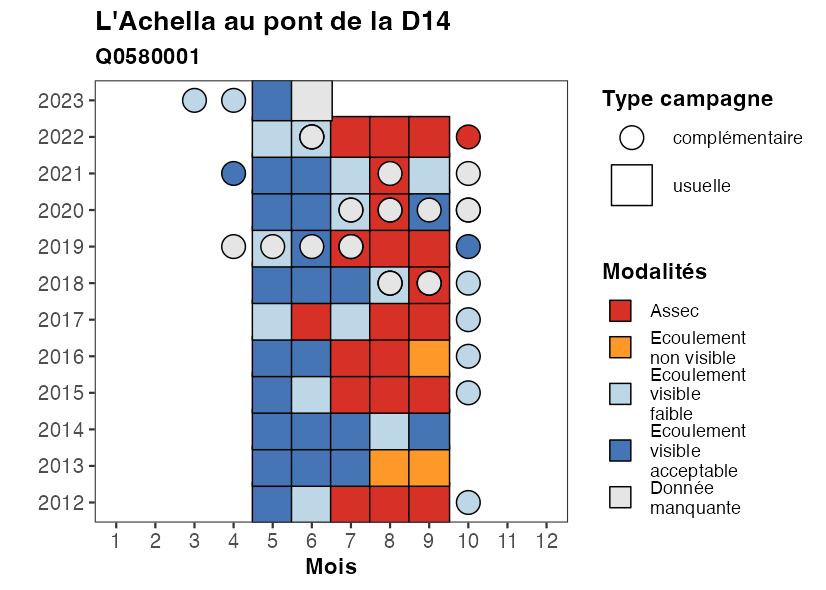 L'Achella au pont de la D14
Q0580001
2023
2022
2021
2020
2019
2018
2017
2016
2015
2014
2013
2012
1 2 3 4 5 6 7 8 9 10 11 12
Mois
Type campagne
complémentaire
usuelle
Modalités
Assec
Ecoulement
non visible
Ecoulement
visible
faible
Ecoulement
visible
acceptable
Donnée
manquante